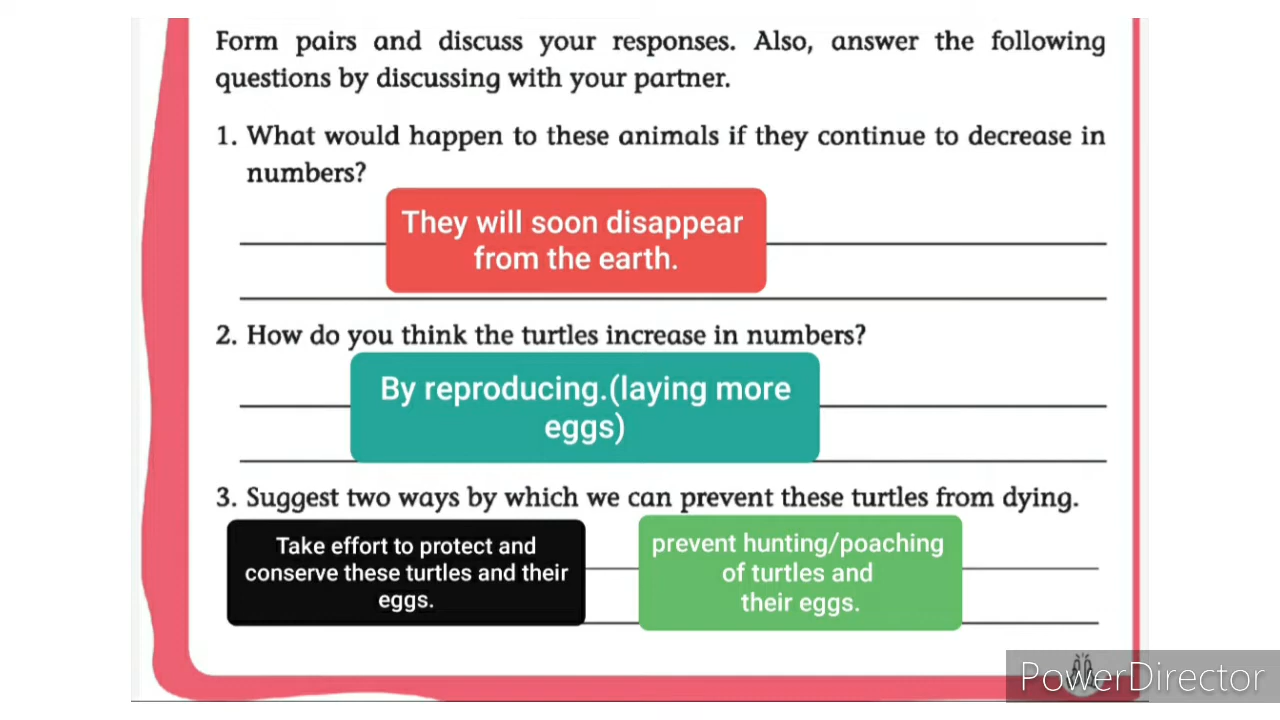 Form pairs and discuss your responses. Also, answer the following
questions by discussing with your partner.
1. What would happen to these animals if they continue to decrease in
numbers?
They will soon disappear
from the earth.
2. How do you think the turtles increase in numbers?
By reproducing.(laying more
eggs)
3. Suggest two ways by which we can prevent these turtles from dying.
Take effort to protect and
conserve these turtles and their
eggs.
prevent hunting/poaching
of turtles and
their eggs.
PowerDirector